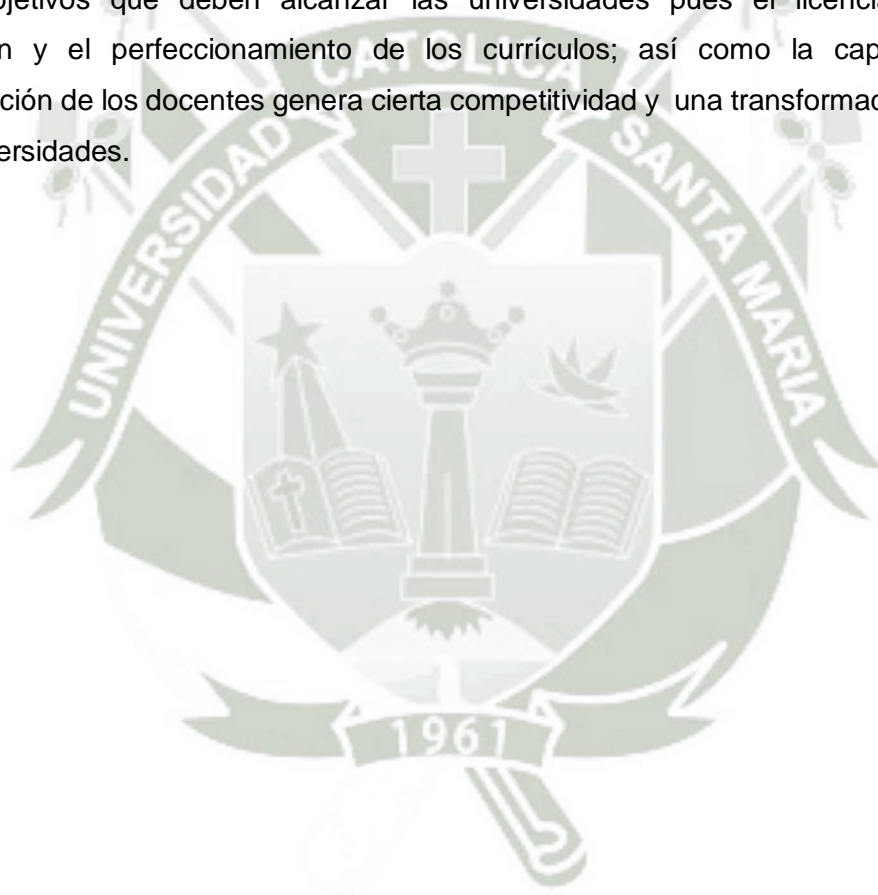 jetivos que deben alcanzar las universidades pues el licencia
n y el perfeccionamiento de los currículos; así como la cap
ción de los docentes genera cierta competitividad y una transformac
ersidades.
UNIVERSIDAD CATOLICA SANTA MARIA
1961